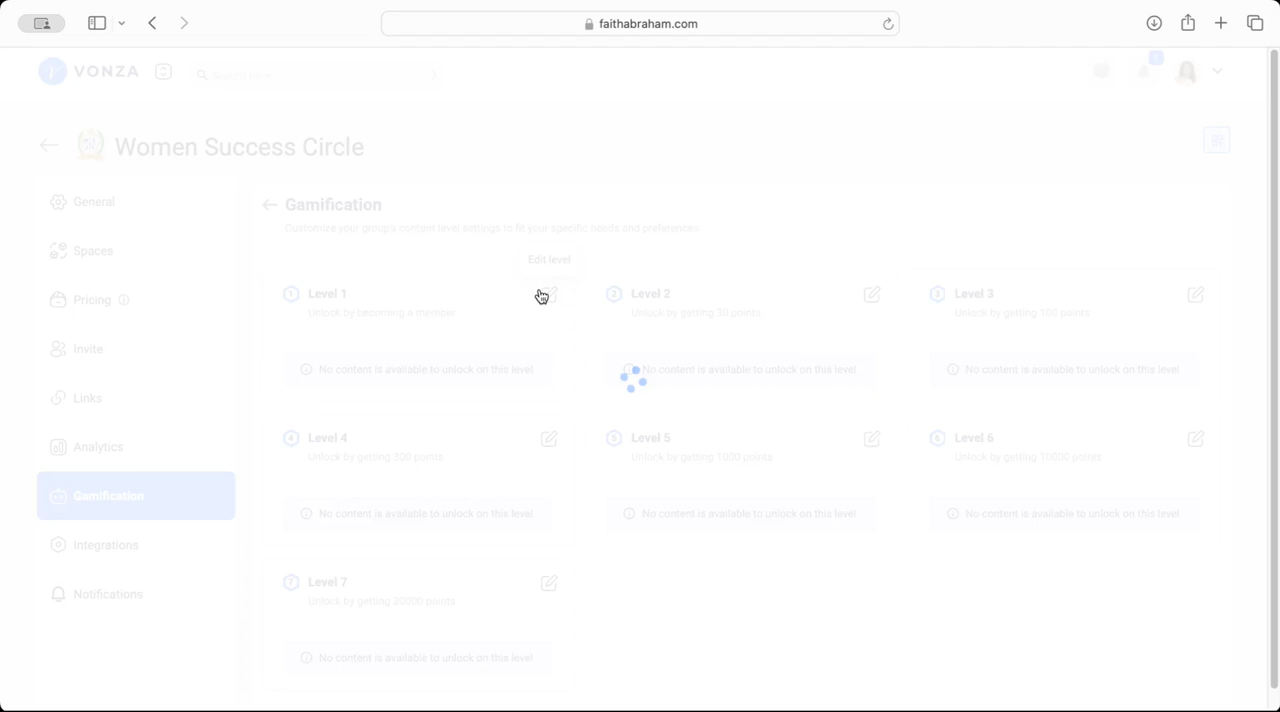 faithabraham.com
VONZA
Women Success Circle
General
Gamification
Customize your group's content level settings to fit your specific needs and preferences.
Spaces
Edit level
Pricing
Invite
Links
Analytics
Gamification
Integrations
Notifications
1 Level 1
Unlock by becoming a member
No content is available to unlock on this level
2 Level 2
Unlock by getting 30 points
No content is available to unlock on this level
3 Level 3
Unlock by getting 100 points
No content is available to unlock on this level
4 Level 4
Unlock by getting 300 points
No content is available to unlock on this level
5 Level 5
Unlock by getting 1000 points
No content is available to unlock on this level
6 Level 6
Unlock by getting 10000 points
No content is available to unlock on this level
7 Level 7
Unlock by getting 30000 points
No content is available to unlock on this level